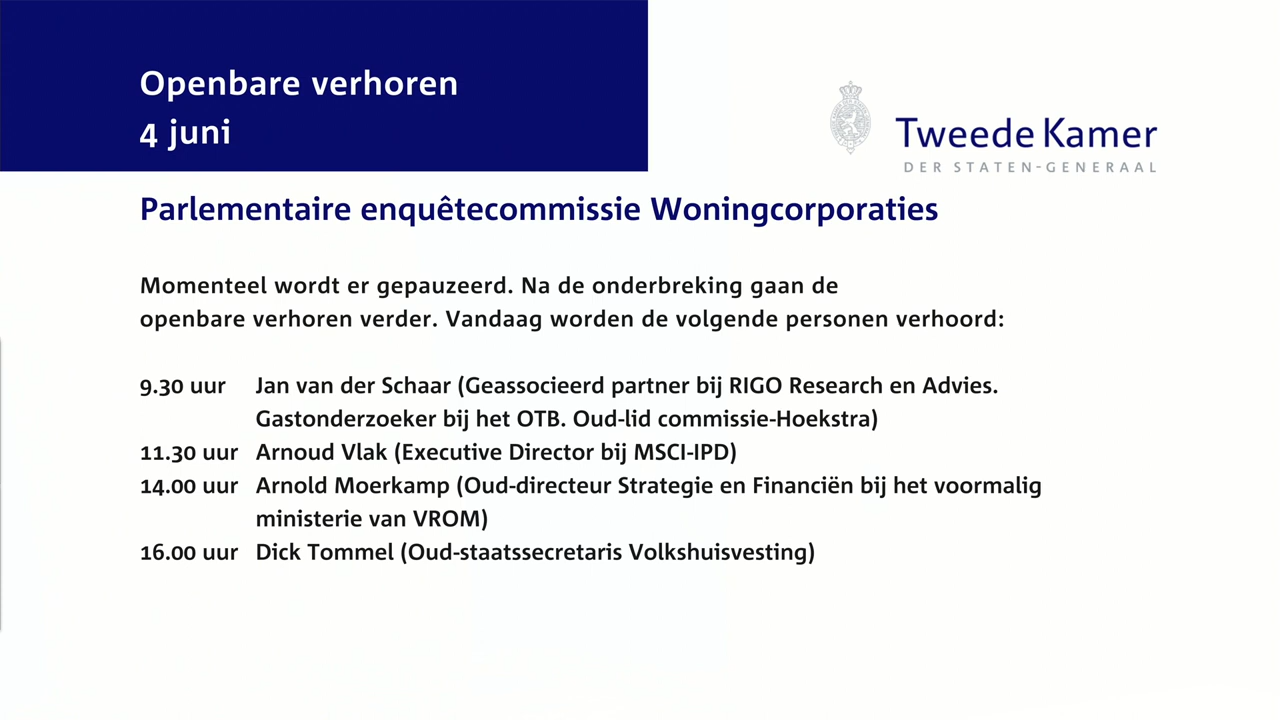 Openbare verhoren
4 juni
Tweede Kamer
DER STATEN-GENERAAL
Parlementaire enquêtecommissie Woningcorporaties
Momenteel wordt er gepauzeerd. Na de onderbreking gaan de
openbare verhoren verder. Vandaag worden de volgende personen verhoord:
9.30 uur Jan van der Schaar (Geassocieerd partner bij RIGO Research en Advies.
Gastonderzoeker bij het OTB. Oud-lid commissie-Hoekstra)
11.30 uur Arnoud Vlak (Executive Director bij MSCI-IPD)
14.00 uur Arnold Moerkamp (Oud-directeur Strategie en Financiën bij het voormalig
ministerie van VROM)
16.00 uur Dick Tommel (Oud-staatssecretaris Volkshuisvesting)